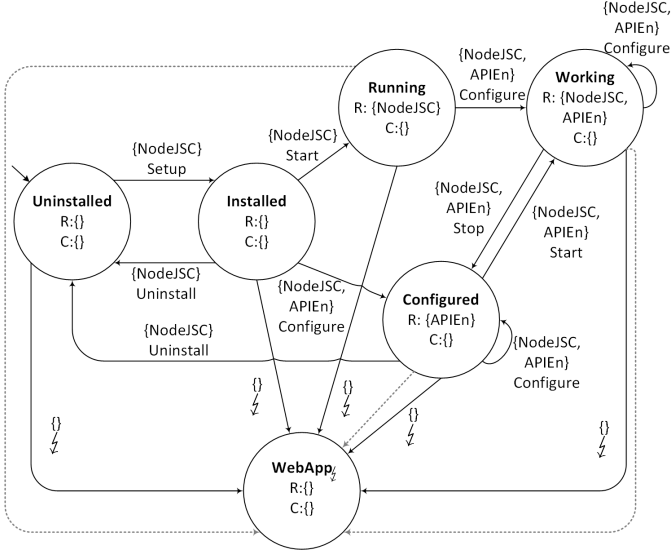 {NodeJSC,
APIEn}
Configure
Running
R: {NodeJSC}
C:{}
{NodeJSC,
APIEn}
Configure
Working
R: {NodeJSC,
APIEn}
C:{}
{NodeJSC}
Setup
{NodeJSC}
Start
Uninstalled
R:{}
C:{}
Installed
R:{}
C:{}
{NodeJSC,
APIEn}
Stop
{NodeJSC,
APIEn}
Start
{NodeJSC}
Uninstall
{NodeJSC,
APIEn}
Configure
Configured
R: {APIEn}
C:{}
{NodeJSC}
Uninstall
{NodeJSC,
APIEn}
Configure
{}
{}
{}
{}
{}
WebApp
R:{}
C:{}